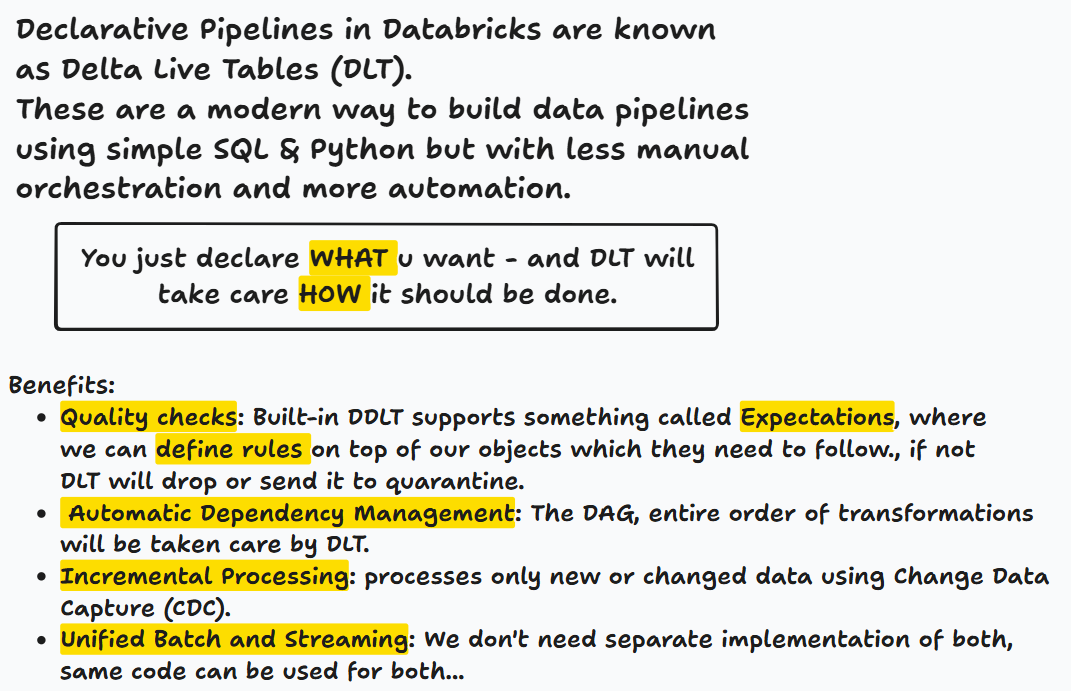 Declarative Pipelines in Databricks are known
as Delta Live Tables (DLT).
These are a modern way to build data pipelines
using simple SQL & Python but with less manual
orchestration and more automation.
You just declare WHAT u want - and DLT will
take care HOW it should be done.
Benefits:
• Quality checks: Built-in DDLT supports something called Expectations, where
we can define rules on top of our objects which they need to follow., if not
DLT will drop or send it to quarantine.
• Automatic Dependency Management: The DAG, entire order of transformations
will be taken care by DLT.
• Incremental Processing: processes only new or changed data using Change Data
Capture (CDC).
• Unified Batch and Streaming: We don't need separate implementation of both,
same code can be used for both...